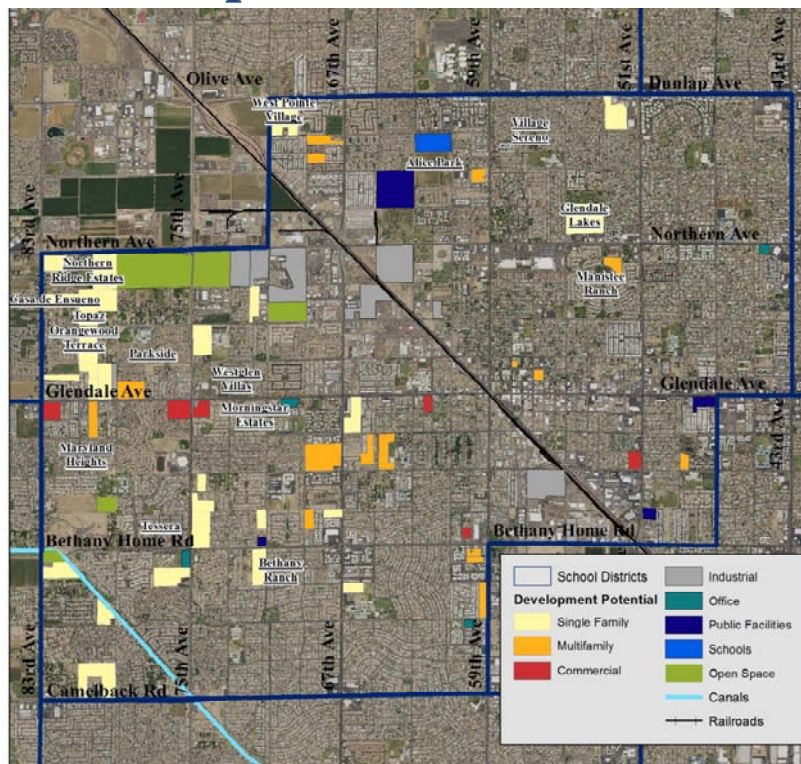 67th Ave
59th Ave
51st Ave
43rd Ave
Olive Ave
Dunlap Ave
West Pointe
Village
Village
Sereno
Alice Park
83rd Ave
75th Ave
Glendale
Lakes
Northern Ave
Northern Ave
Northern
Ridge Estates
Manistee
Ranch
Casa de Ensueno
Topaz
Orangewood
Terrace
Parkside
Westglen
Villas
Glendale Ave
Glendale Ave
Morningstar
Estates
43rd Ave
Maryland
Heights
Tessera
Bethany Home Rd
Bethany Home Rd
Bethany
Ranch
83rd Ave
75th Ave
67th Ave
59th Ave
Camelback Rd
School Districts
Development Potential
Single Family
Multifamily
Commercial
Industrial
Office
Public Facilities
Schools
Open Space
Canals
Railroads